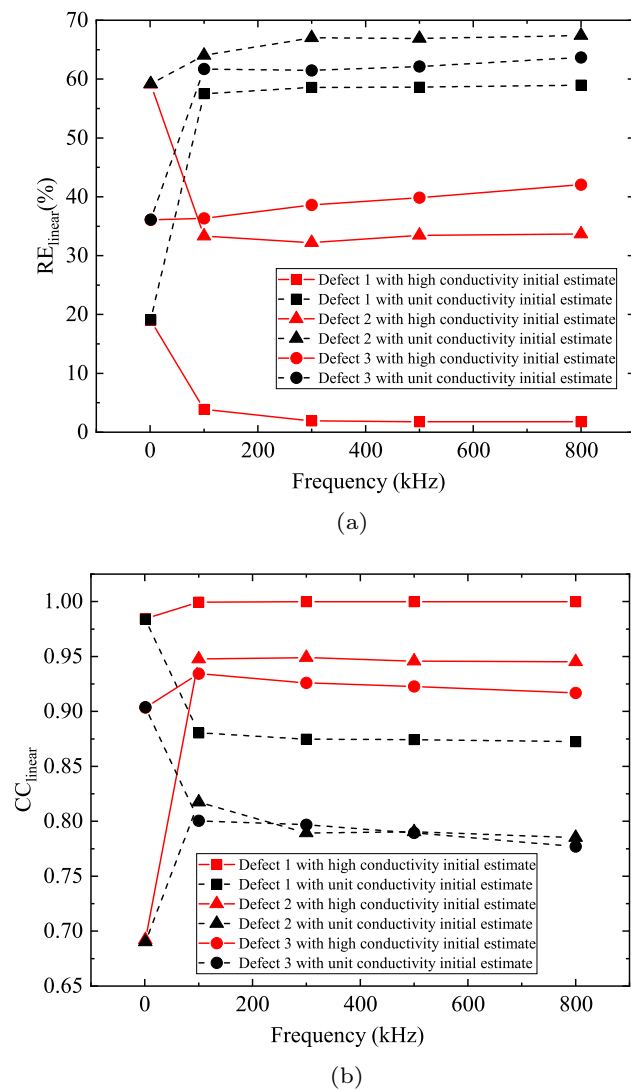 70
60
50
40
30
20
10
0
RE_linear(%)
Defect 1 with high conductivity initial estimate
Defect 1 with unit conductivity initial estimate
Defect 2 with high conductivity initial estimate
Defect 2 with unit conductivity initial estimate
Defect 3 with high conductivity initial estimate
Defect 3 with unit conductivity initial estimate
0 200 400 600 800
Frequency (kHz)
(a)
1.00
0.95
0.90
0.85
0.80
0.75
0.70
0.65
CC_linear
Defect 1 with high conductivity initial estimate
Defect 1 with unit conductivity initial estimate
Defect 2 with high conductivity initial estimate
Defect 2 with unit conductivity initial estimate
Defect 3 with high conductivity initial estimate
Defect 3 with unit conductivity initial estimate
0 200 400 600 800
Frequency (kHz)
(b)